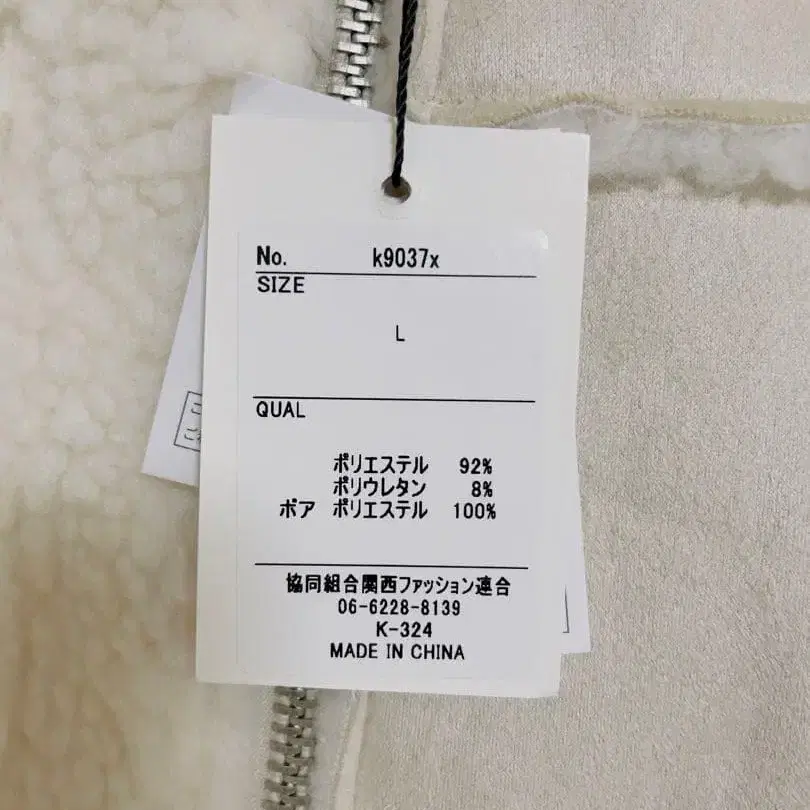 No. k9037x
SIZE
L
QUAL
ポリエステル 92%
ポリウレタン 8%
ボア ポリエステル 100%
協同組合関西ファッション連合
06-6228-8139
K-324
MADE IN CHINA